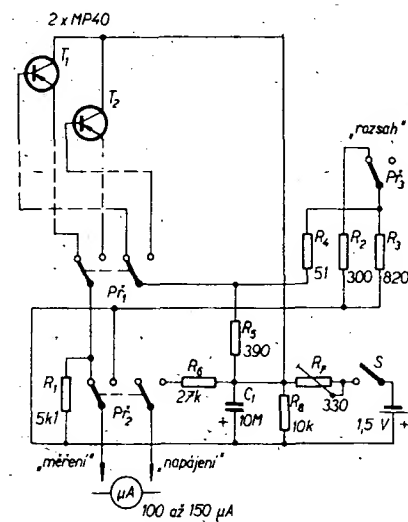 2 x MP40
T1
T2
„rozsah"
Př3
R4
51
R2
300
R3
820
Př1
R5
390
R1
5k1
Př2
R6
27k
C1
10M
+
R8
10k
R7
330
S
1,5 V
+
„měření"
„napájení"
μA
100 až 150 μA